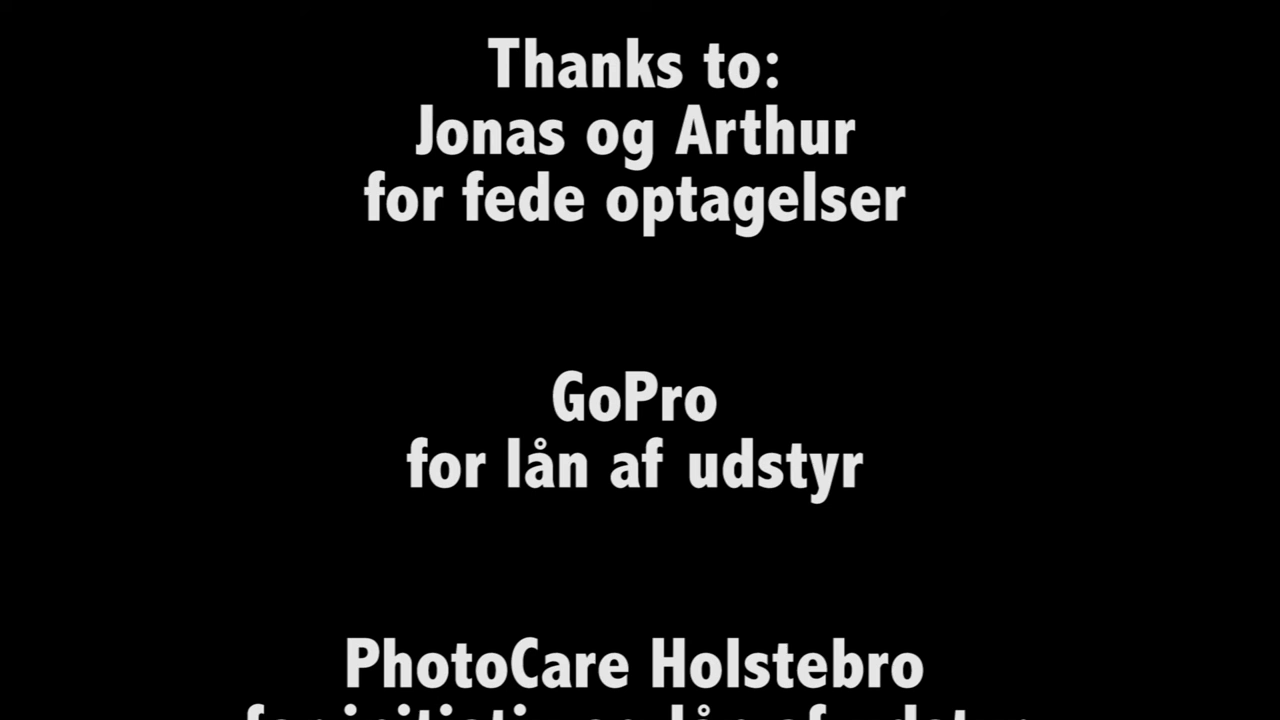 Thanks to:
Jonas og Arthur
for fede optagelser
GoPro
for lån af udstyr
PhotoCare Holstebro